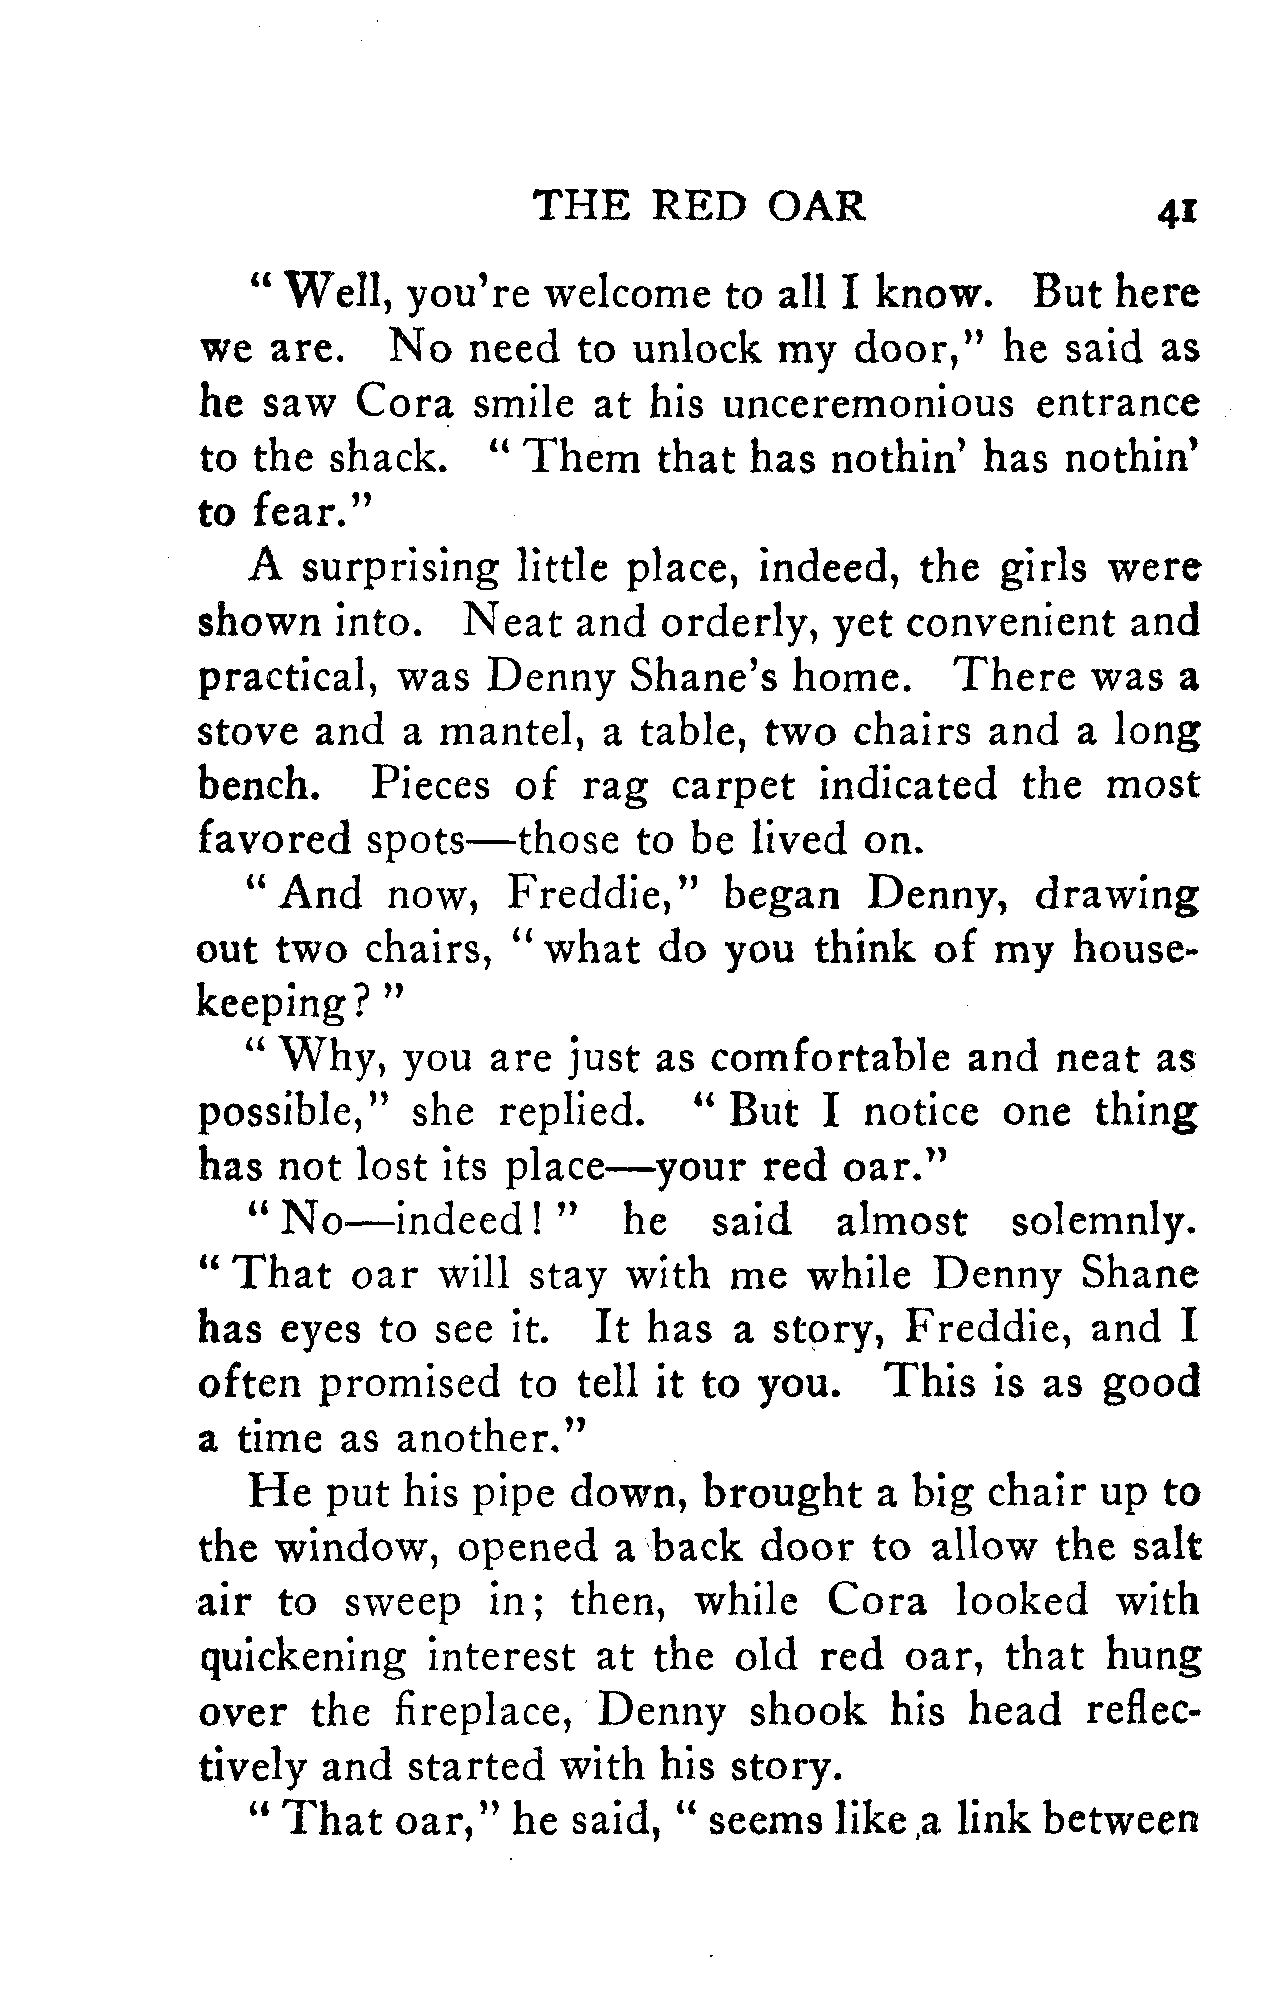 THE RED OAR 41
" Well, you're welcome to all I know. But here
we are. No need to unlock my door," he said as
he saw Cora smile at his unceremonious entrance
to the shack. " Them that has nothin' has nothin'
to fear."
A surprising little place, indeed, the girls were
shown into. Neat and orderly, yet convenient and
practical, was Denny Shane's home. There was a
stove and a mantel, a table, two chairs and a long
bench. Pieces of rag carpet indicated the most
favored spots—those to be lived on.
" And now, Freddie," began Denny, drawing
out two chairs, " what do you think of my house-
keeping? "
" Why, you are just as comfortable and neat as
possible," she replied. " But I notice one thing
has not lost its place—your red oar."
" No—indeed! " he said almost solemnly.
" That oar will stay with me while Denny Shane
has eyes to see it. It has a story, Freddie, and I
often promised to tell it to you. This is as good
a time as another."
He put his pipe down, brought a big chair up to
the window, opened a back door to allow the salt
air to sweep in; then, while Cora looked with
quickening interest at the old red oar, that hung
over the fireplace, Denny shook his head reflec-
tively and started with his story.
" That oar," he said, " seems like a link between